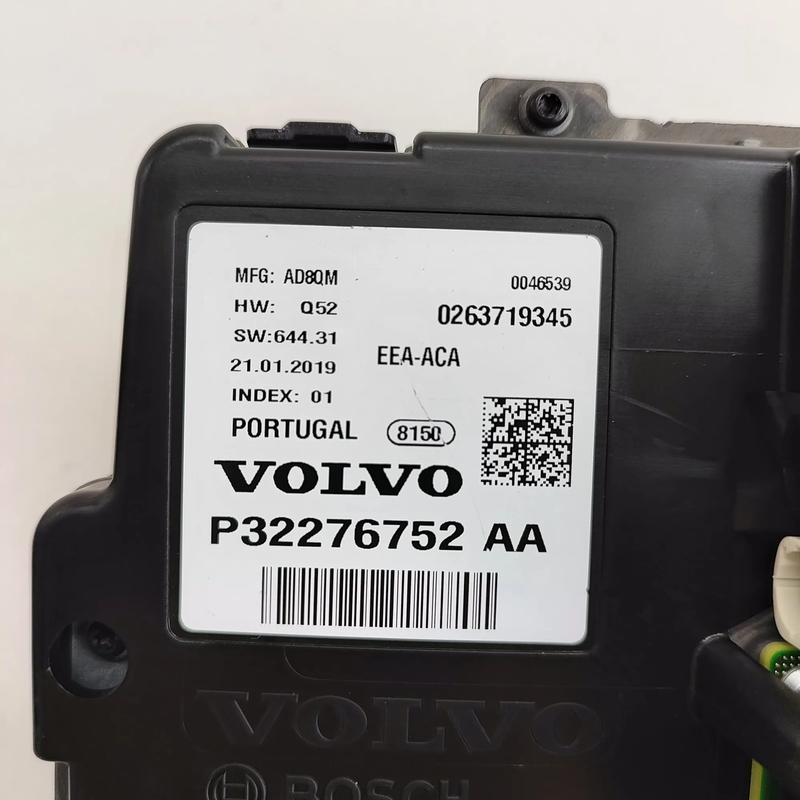 MFG: AD8QM
0046539
HW: Q52
0263719345
SW:644.31
EEA-ACA
21.01.2019
INDEX: 01
PORTUGAL
8150
VOLVO
P32276752 AA
VOLVO
BOSCH